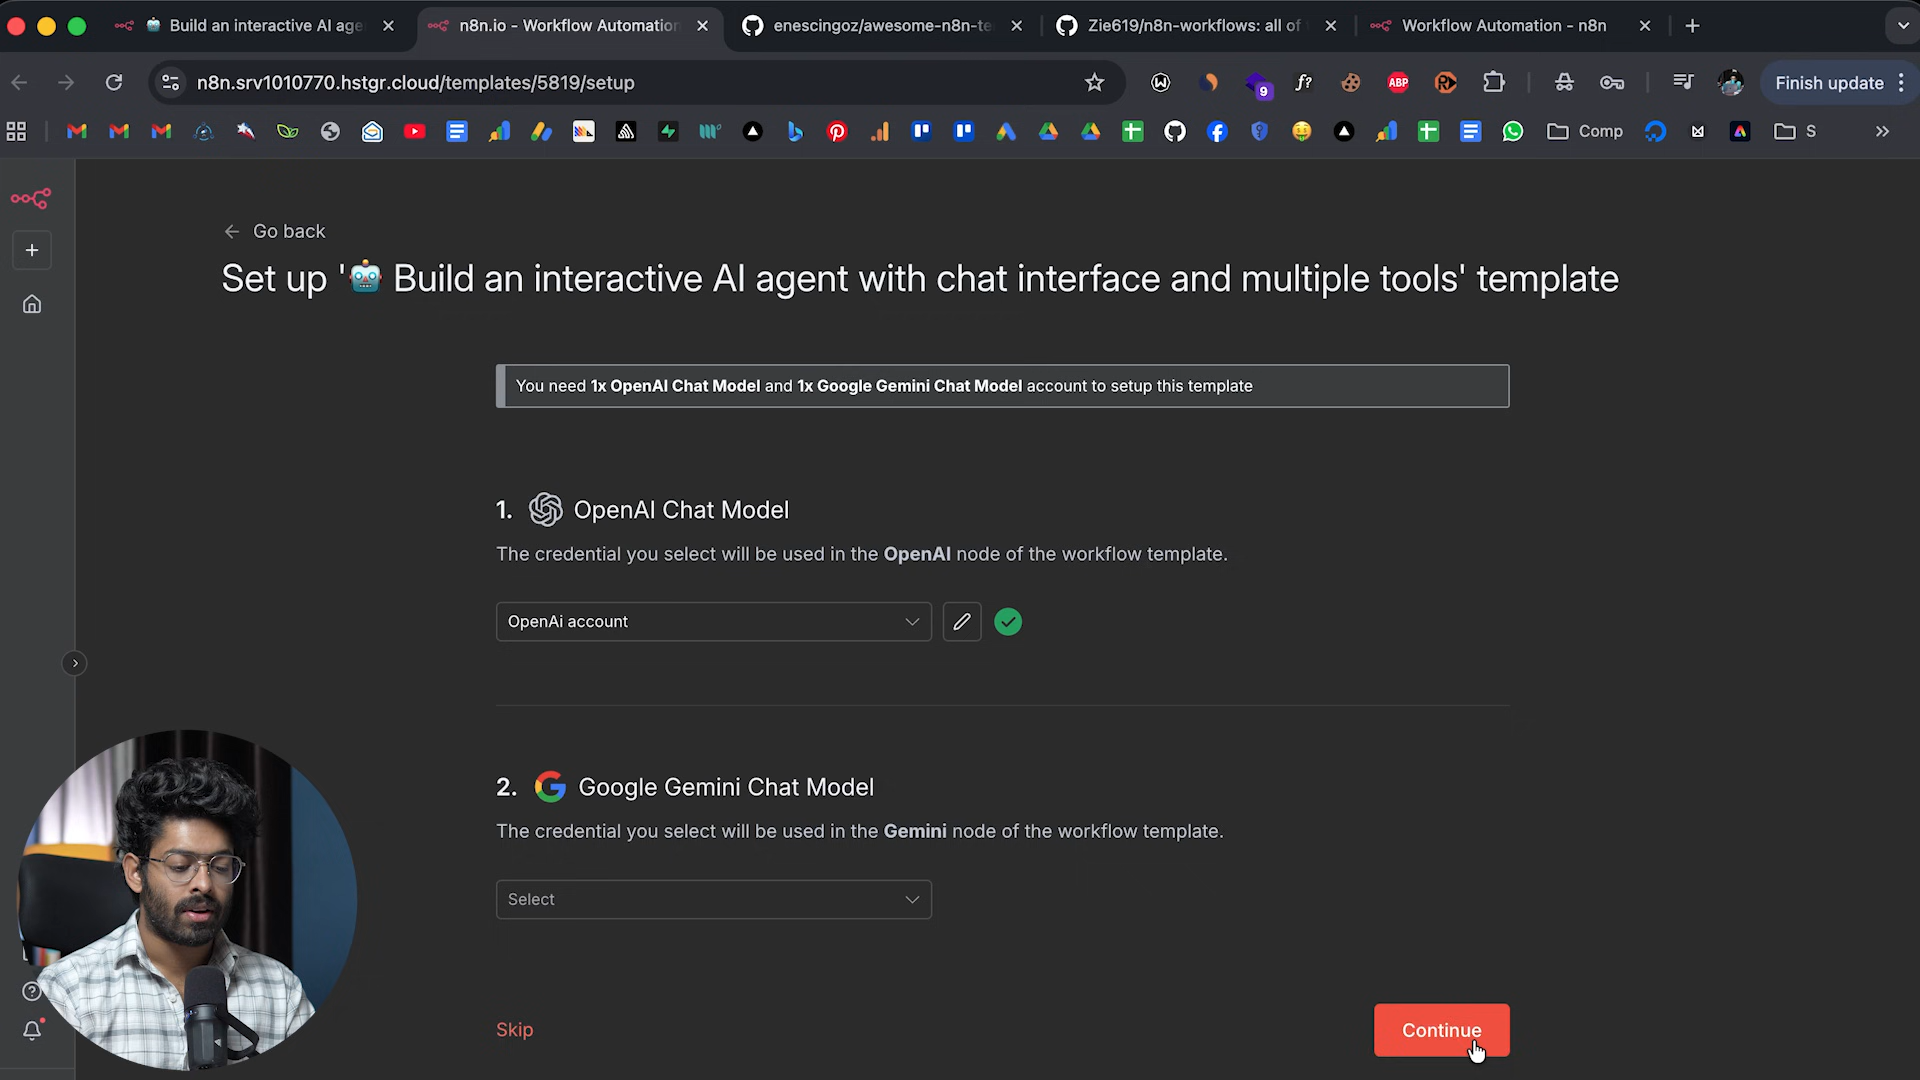 Build an interactive AI age
n8n.io - Workflow Automation
enescingoz/awesome-n8n-te
Zie619/n8n-workflows: all of
Workflow Automation - n8n
n8n.srv1010770.hstgr.cloud/templates/5819/setup
9
f?
ABP
Finish update
Comp
S
Go back
Set up '🤖 Build an interactive AI agent with chat interface and multiple tools' template
You need 1x OpenAI Chat Model and 1x Google Gemini Chat Model account to setup this template
1. OpenAI Chat Model
The credential you select will be used in the OpenAI node of the workflow template.
OpenAi account
2. Google Gemini Chat Model
The credential you select will be used in the Gemini node of the workflow template.
Select
Skip
Continue